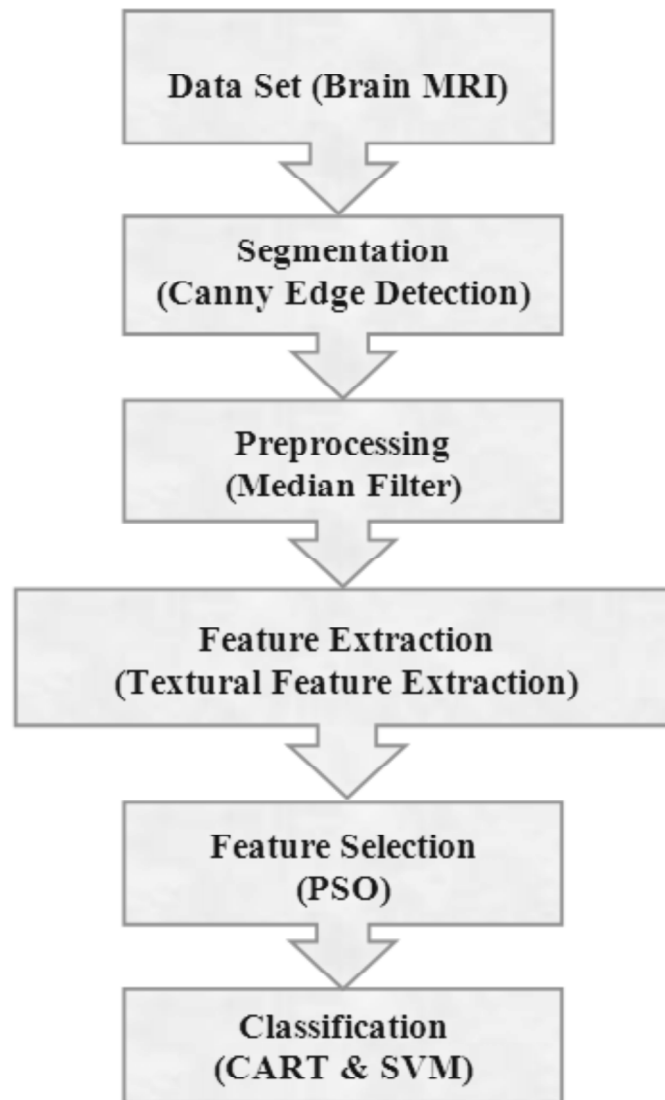 Data Set (Brain MRI)
Segmentation
(Canny Edge Detection)
Preprocessing
(Median Filter)
Feature Extraction
(Textural Feature Extraction)
Feature Selection
(PSO)
Classification
(CART & SVM)